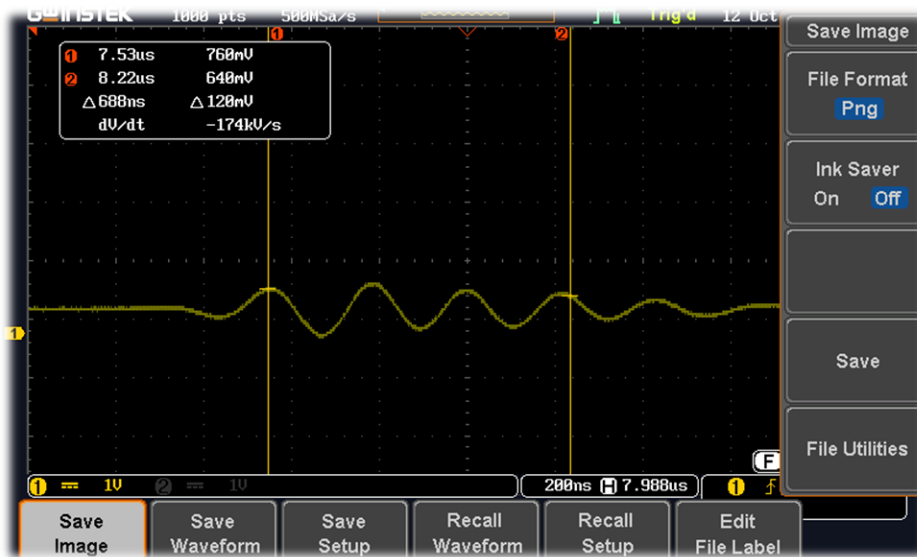 GWINSTEK 1000 pts 500MSa/s Trig'd 12 Oct
1 2
1 7.53us 760mV
2 8.22us 640mV
△688ns △120mV
dV/dt -174kV/s
Save Image
File Format
Png
Ink Saver
On Off
1
Save
File Utilities
F
1 1V 2 1V 200ns H 7.988us 1
Save Image
Save Waveform
Save Setup
Recall Waveform
Recall Setup
Edit File Label